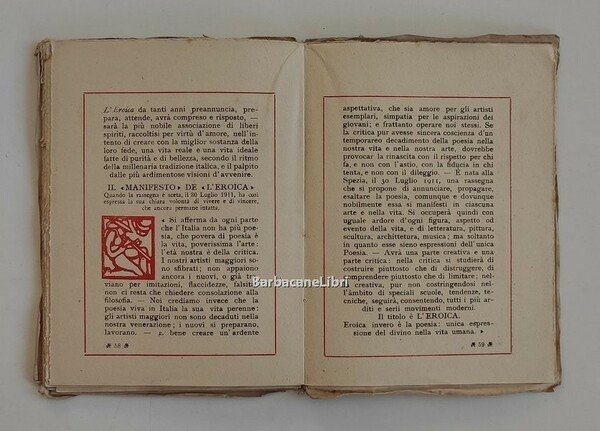 L'Eroica da tanti anni preannuncia, pre-
para, attende, avrà compreso e risposto, —
sarà la più nobile associazione di liberi
spiriti, raccoltisi per virtù d'amore, nell'in-
tento di creare con la miglior sostanza della
loro fede, una vita reale e una vita ideale
fatte di purità e di bellezza, secondo il ritmo
della millenaria tradizione italica, e il palpito
dalle più ardimentose visioni d'avvenire.
IL «MANIFESTO» DE «L'EROICA»
Quando la rassegna è sorta, il 30 Luglio 1911, ha così
espressa la sua chiara volontà di vivere e di vincere,
che ancora permane intatta.
« Si afferma da ogni parte
che l'Italia non ha più poe-
sia, che povera di poesia è
la vita, poverissima l'arte:
l'età nostra è della critica.
I nostri artisti maggiori so-
no sfibrati; non appaiono
ancora i nuovi, o già tra-
viano per imitazioni, flaccidezze, falsità:
non ci resta che chiedere consolazione alla
filosofia. — Noi crediamo invece che la
poesia viva in Italia la sua vita perenne:
gli artisti maggiori non sono decaduti nella
nostra venerazione; i nuovi si preparano,
lavorano. — bene creare un'ardente
58
aspettativa, che sia amore per gli artisti
esemplari, simpatia per le aspirazioni dei
giovani; e frattanto operare noi stessi. Se
la critica pur avesse sincera coscienza d'un
temporaneo decadimento della poesia nella
nostra vita e nella nostra arte, dovrebbe
provocar la rinascita con il rispetto per chi
fa, e non con l'astio, con la fiducia in chi
tenta, e non con il dileggio. — È nata alla
Spezia, il 30 Luglio 1911, una rassegna
che si propone di annunciare, propagare,
esaltare la poesia, comunque e dovunque
nobilmente essa si manifesti in ciascuna
arte e nella vita. Si occuperà quindi con
uguale ardore d'ogni figura, aspetto od
evento della vita, e di letteratura, pittura,
scultura, architettura, musica; ma soltanto
in quanto esse sieno espressioni dell'unica
Poesia. — Avrà una parte creativa e una
parte critica: nella critica si studierà di
costruire piuttosto che di distruggere, di
comprendere piuttosto che di limitare; nel-
creativa, pur non costringendosi nel-
l'àmbito di speciali scuole, tendenze, te-
cniche, seguirà, consentendo, tutti i più ar-
diti e serii movimenti moderni.
Il titolo è L'EROICA.
Eroica invero è la poesia: unica espres-
sione del divino nella vita umana. »
59
BarbacaneLibri